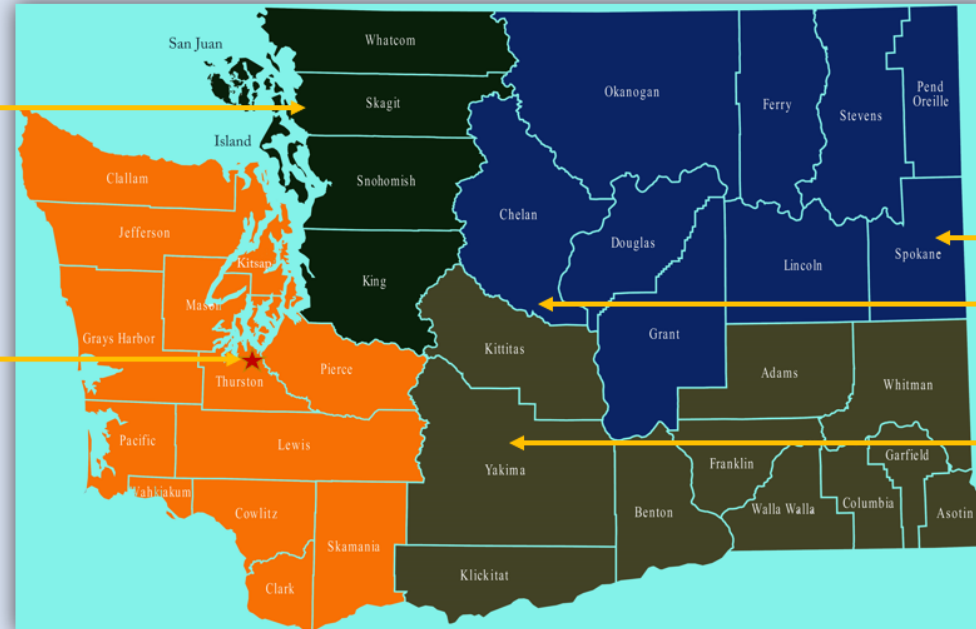 Whatcom
San Juan
Skagit
Island
Snohomish
King
Okanogan
Ferry
Stevens
Pend
Oreille
Chelan
Douglas
Lincoln
Spokane
Grant
Clallam
Jefferson
Kitsap
Mason
Grays Harbor
Thurston
Pierce
Pacific
Lewis
Wahkiakum
Cowlitz
Skamania
Clark
Kittitas
Adams
Whitman
Yakima
Franklin
Garfield
Benton
Walla Walla
Columbia
Asotin
Klickitat